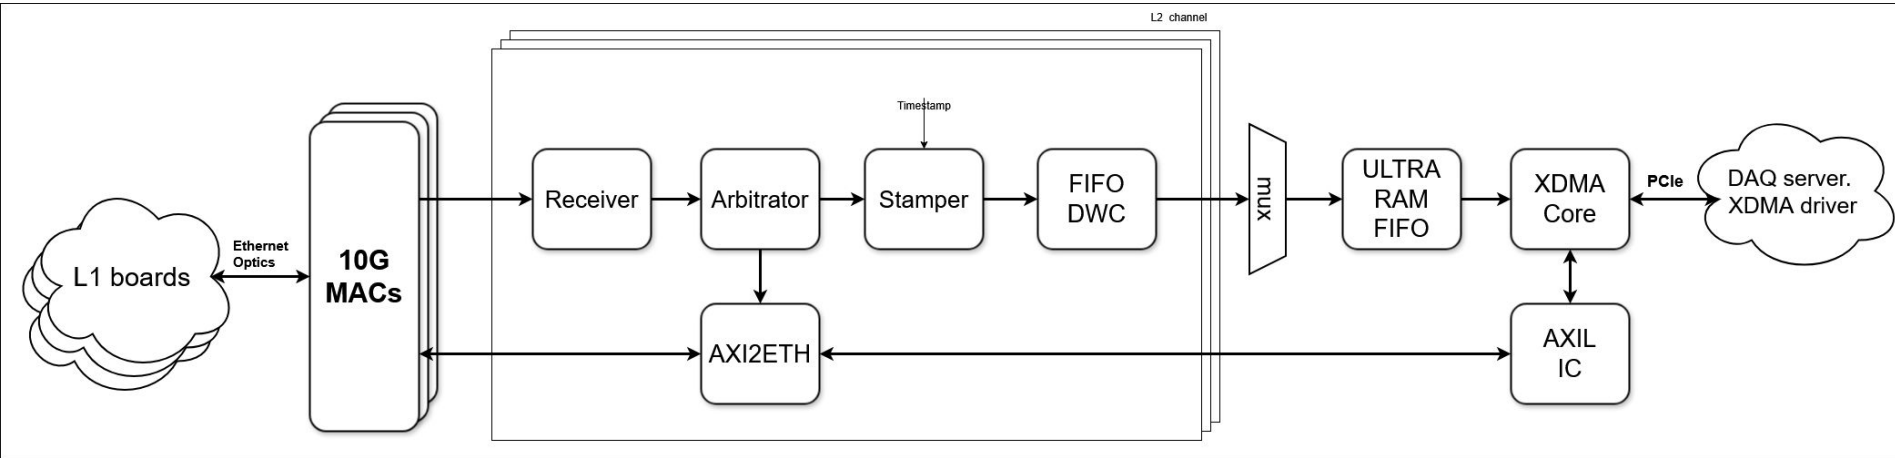 L2 channel
Timestamp
Receiver
Arbitrator
Stamper
FIFO
DWC
mux
ULTRA
RAM
FIFO
XDMA
Core
PCIe
DAQ server.
XDMA driver
Ethernet
Optics
L1 boards
10G
MACs
AXI2ETH
AXIL
IC